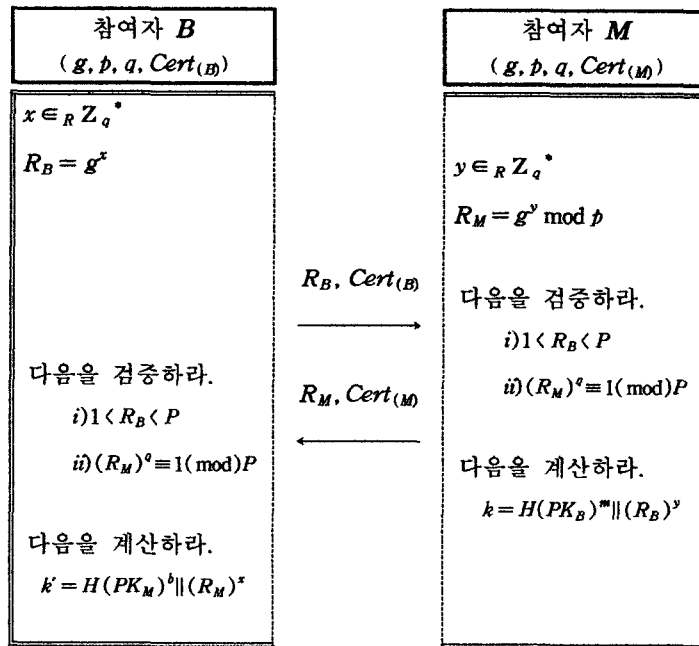 참여자 B
(g, p, q, Cert(B))
x ∈R Zq*
RB = g^x
다음을 검증하라.
i) 1 < RB < P
ii) (RM)^q ≡ 1(mod)P
다음을 계산하라.
k' = H(PKM)^b || (RM)^x
RB, Cert(B)
RM, Cert(M)
참여자 M
(g, p, q, Cert(M))
y ∈R Zq*
RM = g^y mod p
다음을 검증하라.
i) 1 < RB < P
ii) (RM)^q ≡ 1(mod)P
다음을 계산하라.
k = H(PKB)^m || (RB)^y